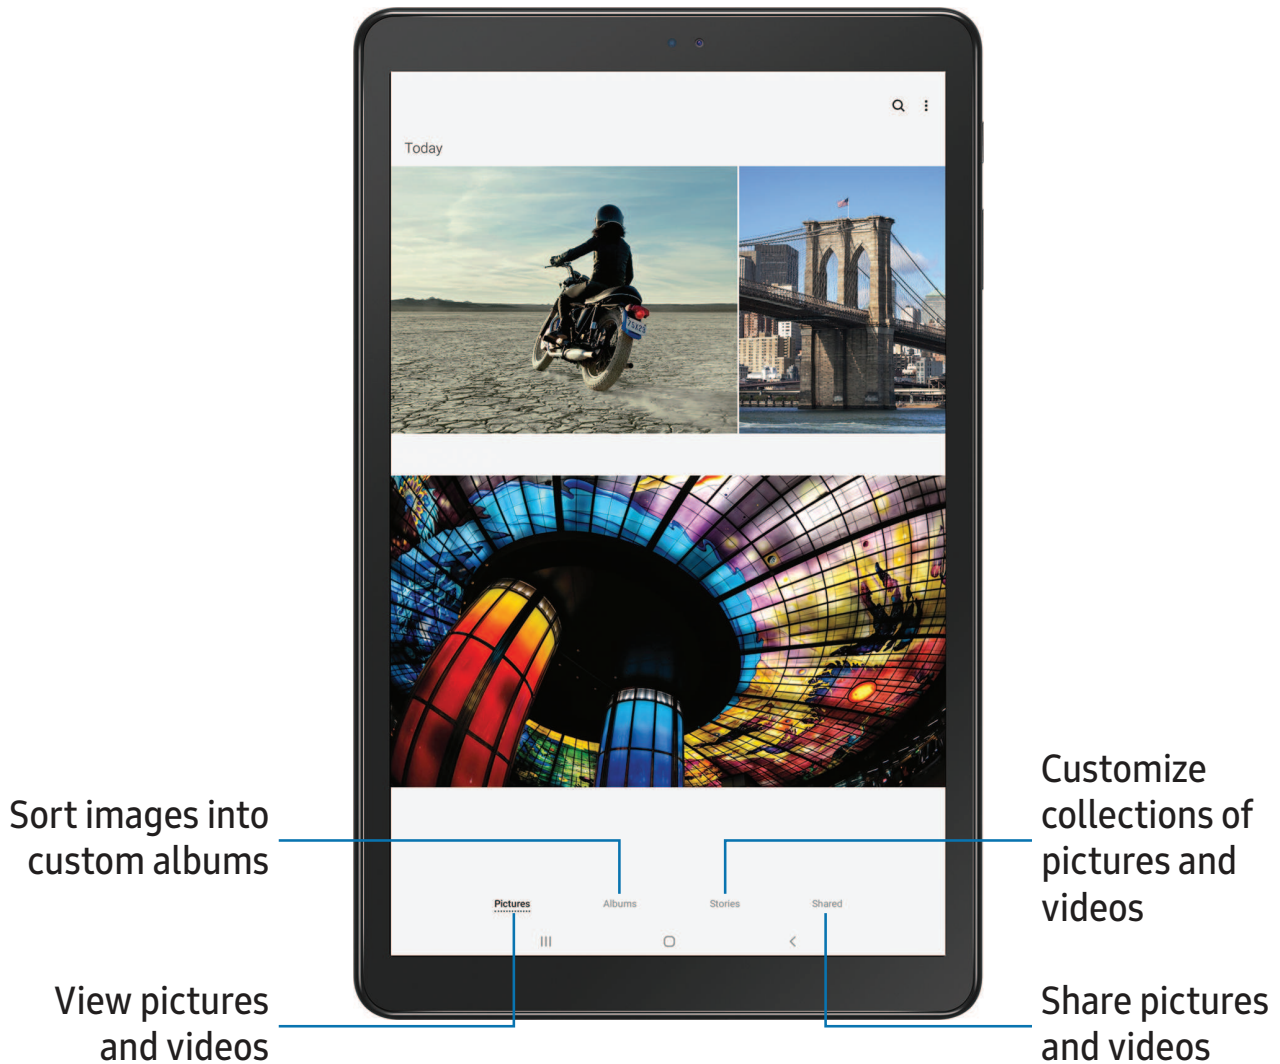 Today
75X23
Sort images into
custom albums
Customize
collections of
pictures and
videos
Pictures Albums Stories Shared
View pictures
and videos
Share pictures
and videos